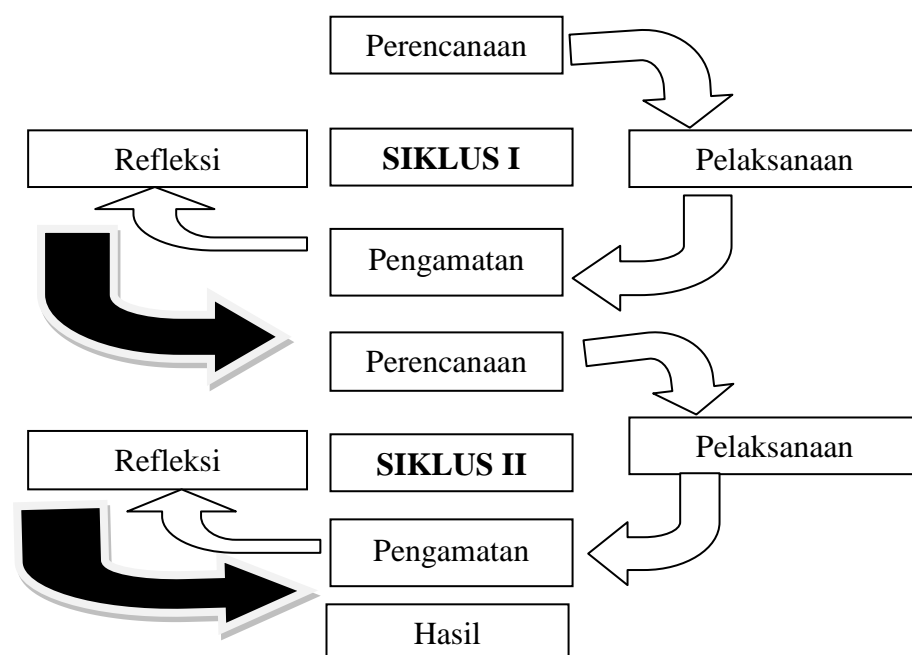 Perencanaan
Refleksi
SIKLUS I
Pelaksanaan
Pengamatan
Perencanaan
Refleksi
SIKLUS II
Pelaksanaan
Pengamatan
Hasil